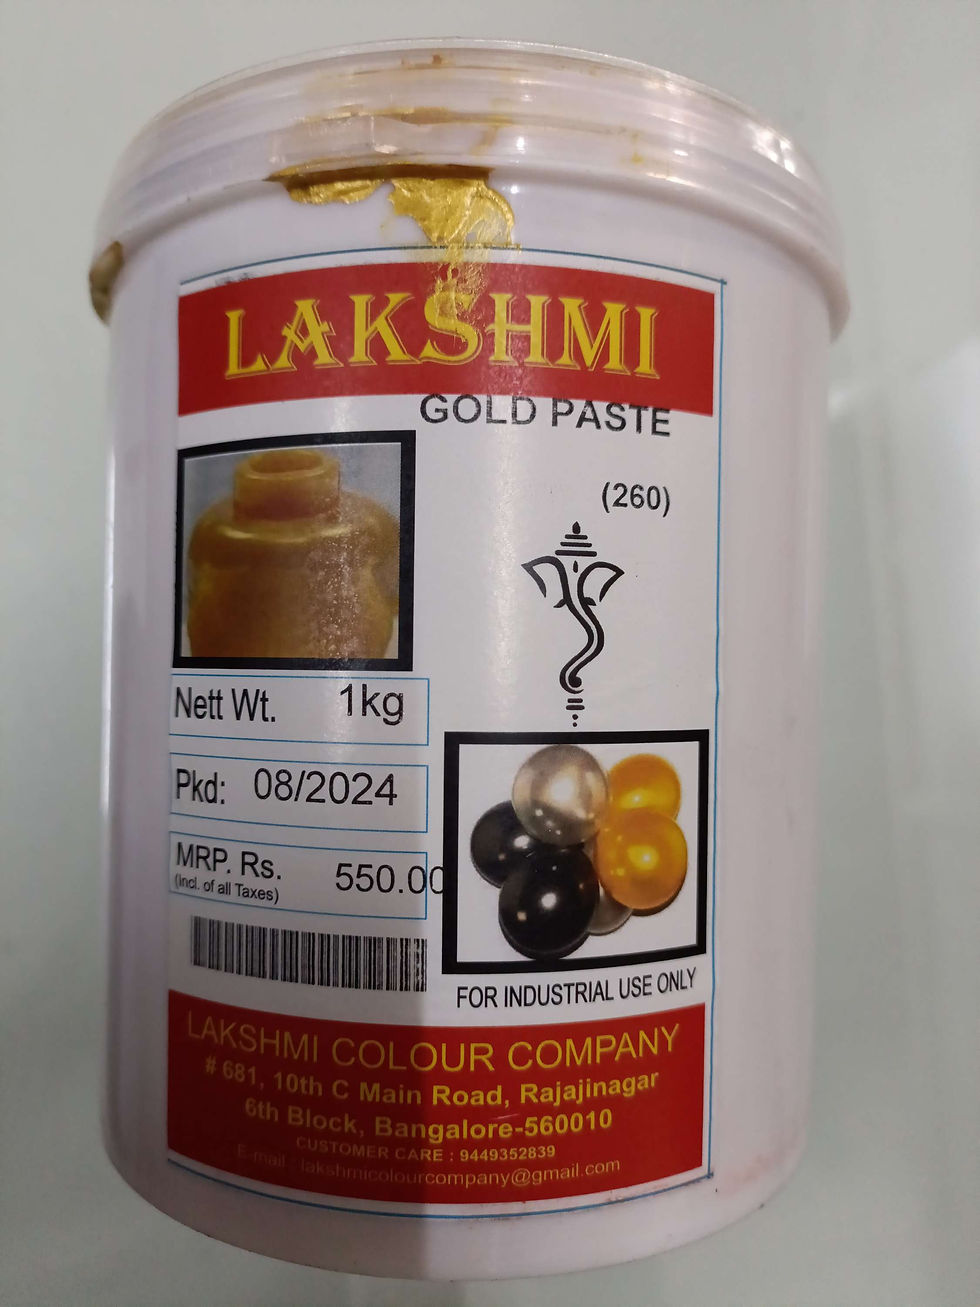 LAKSHMI
GOLD PASTE
(260)
Nett Wt. 1kg
Pkd: 08/2024
MRP. Rs. 550.00
(incl. of all Taxes)
FOR INDUSTRIAL USE ONLY
LAKSHMI COLOUR COMPANY
# 681, 10th C Main Road, Rajajinagar
6th Block, Bangalore-560010
CUSTOMER CARE : 9449352839
E-mail : lakshmicolourcompany@gmail.com